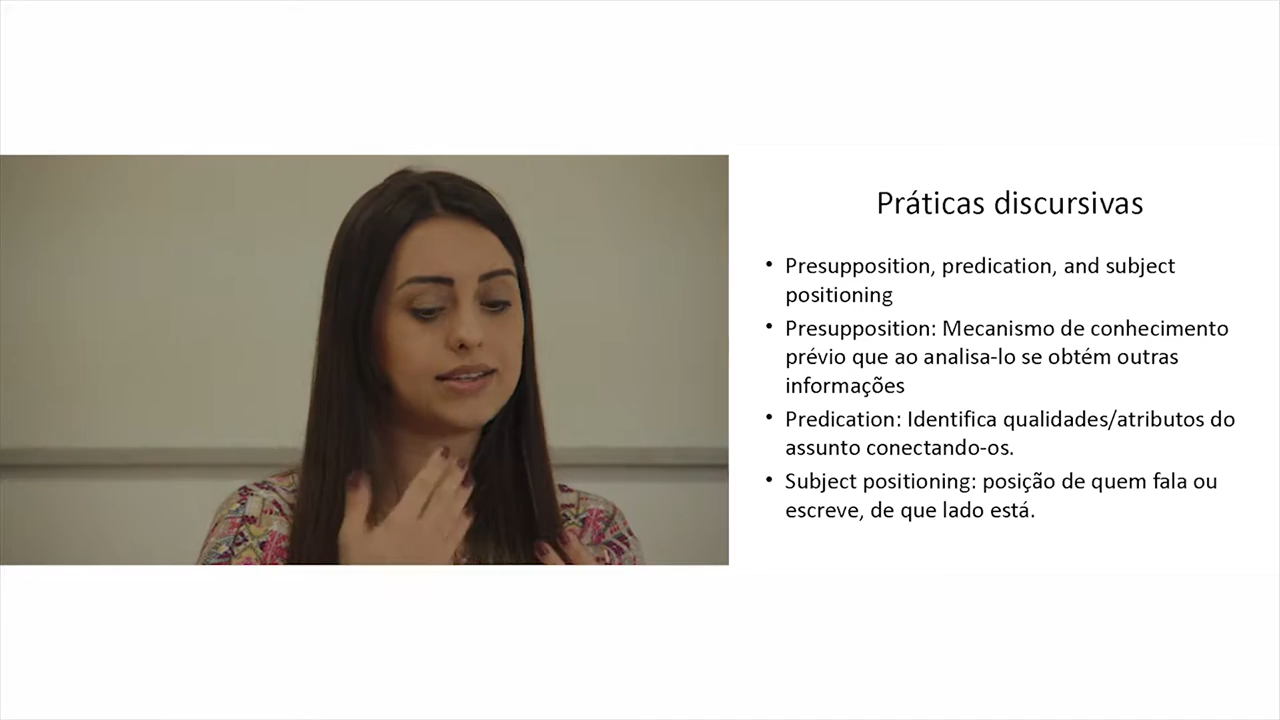 Práticas discursivas
• Presupposition, predication, and subject
positioning
• Presupposition: Mecanismo de conhecimento
prévio que ao analisa-lo se obtém outras
informações
• Predication: Identifica qualidades/atributos do
assunto conectando-os.
• Subject positioning: posição de quem fala ou
escreve, de que lado está.